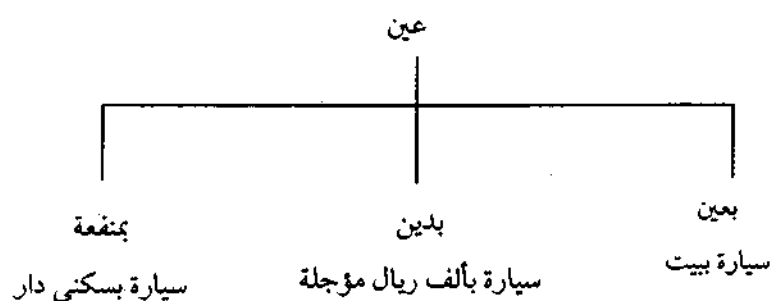 عين
بعين
سيارة ببيت
بدين
سيارة بألف ريال مؤجلة
بمنفعة
سيارة بسكنى دار